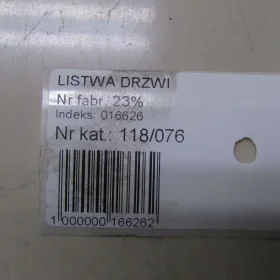 LISTWA DRZWI
Nr fabr.: 23%
Indeks: 016626
Nr kat.: 118/076
1 000000 166262